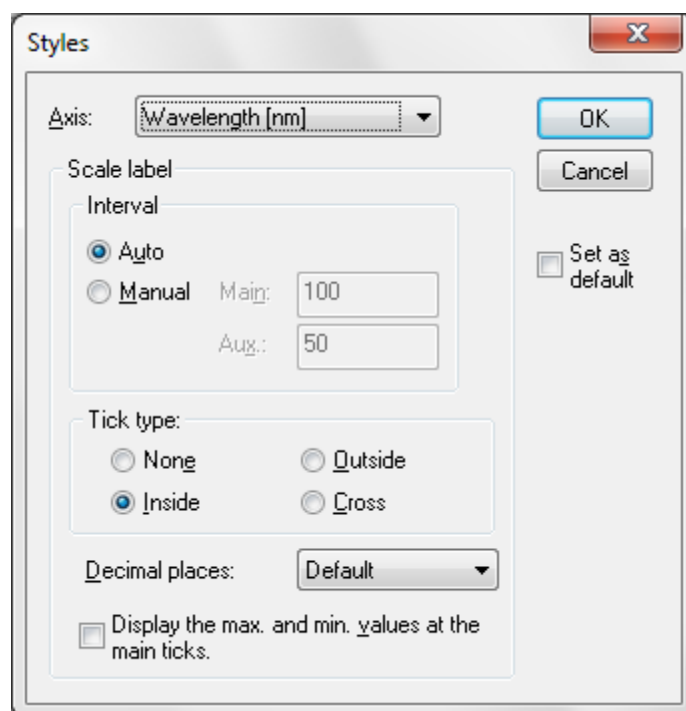 Styles
Axis: Wavelength [nm]
OK
Scale label
Cancel
Interval
Auto
Set as
default
Manual Main: 100
Aux.: 50
Tick type:
None Outside
Inside Cross
Decimal places: Default
Display the max. and min. values at the
main ticks.